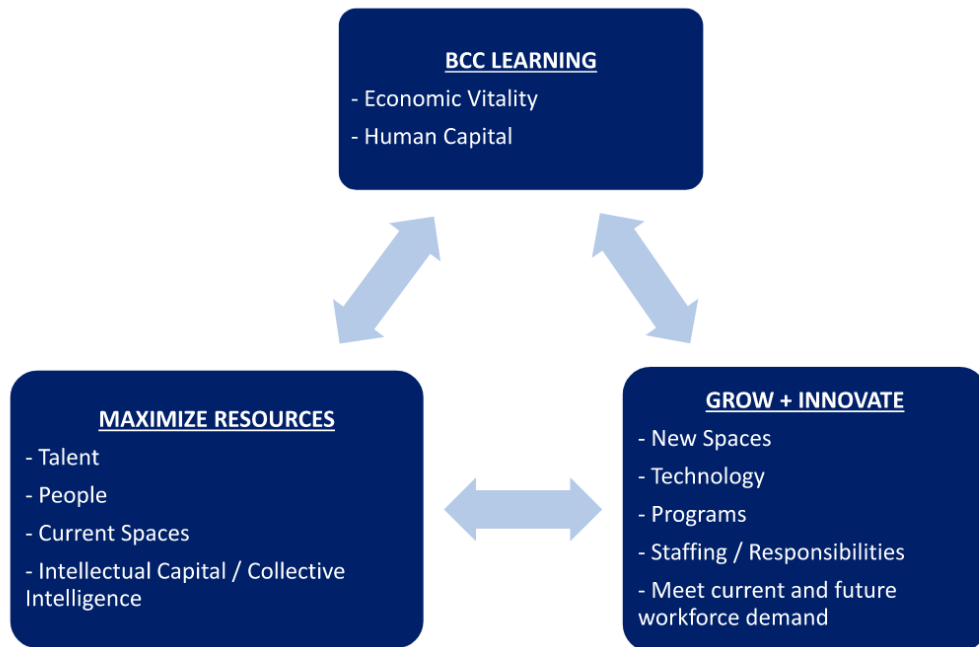 BCC LEARNING
- Economic Vitality
- Human Capital
MAXIMIZE RESOURCES
- Talent
- People
- Current Spaces
- Intellectual Capital / Collective
Intelligence
GROW + INNOVATE
- New Spaces
- Technology
- Programs
- Staffing / Responsibilities
- Meet current and future
workforce demand